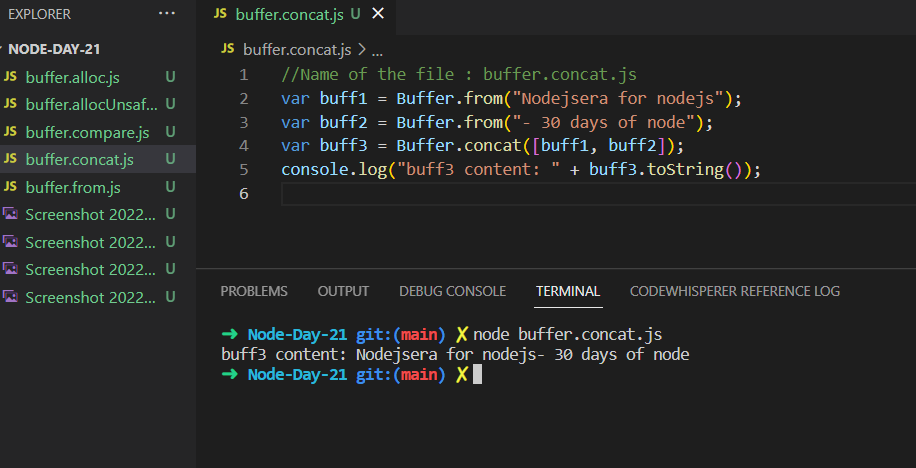 EXPLORER ...
NODE-DAY-21
JS buffer.alloc.js U
JS buffer.allocUnsaf... U
JS buffer.compare.js U
JS buffer.concat.js U
JS buffer.from.js U
Screenshot 2022... U
Screenshot 2022... U
Screenshot 2022... U
Screenshot 2022... U
JS buffer.concat.js U ×
JS buffer.concat.js > ...
1 //Name of the file : buffer.concat.js
2 var buff1 = Buffer.from("Nodejsera for nodejs");
3 var buff2 = Buffer.from("- 30 days of node");
4 var buff3 = Buffer.concat([buff1, buff2]);
5 console.log("buff3 content: " + buff3.toString());
6
PROBLEMS OUTPUT DEBUG CONSOLE TERMINAL CODEWHISPERER REFERENCE LOG
➜ Node-Day-21 git:(main) ✗ node buffer.concat.js
buff3 content: Nodejsera for nodejs- 30 days of node
➜ Node-Day-21 git:(main) ✗